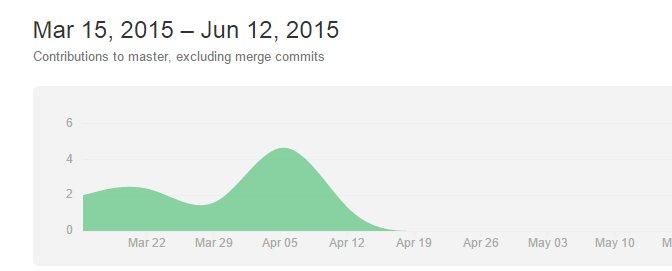 Mar 15, 2015 – Jun 12, 2015
Contributions to master, excluding merge commits
6
4
2
0
Mar 22 Mar 29 Apr 05 Apr 12 Apr 19 Apr 26 May 03 May 10 M